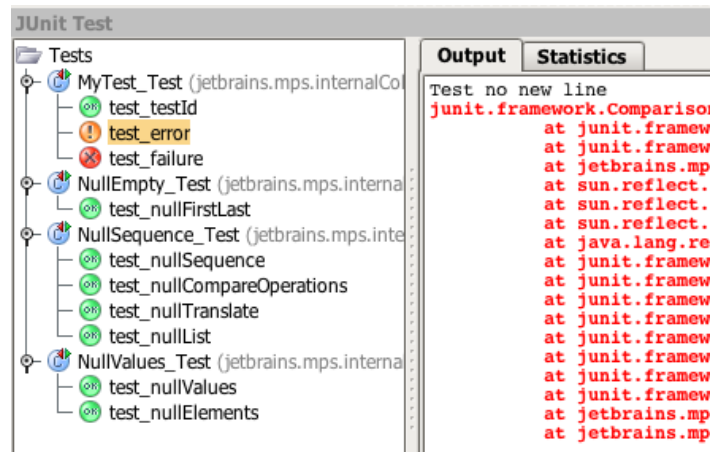 JUnit Test
Tests
MyTest_Test (jetbrains.mps.internalCol
test_testId
test_error
test_failure
NullEmpty_Test (jetbrains.mps.interna
test_nullFirstLast
NullSequence_Test (jetbrains.mps.inte
test_nullSequence
test_nullCompareOperations
test_nullTranslate
test_nullList
NullValues_Test (jetbrains.mps.interna
test_nullValues
test_nullElements
Output Statistics
Test no new line
junit.framework.Comparison
at junit.framew
at junit.framew
at jetbrains.mp
at sun.reflect.
at sun.reflect.
at sun.reflect.
at java.lang.re
at junit.framew
at junit.framew
at junit.framew
at junit.framew
at junit.framew
at junit.framew
at junit.framew
at junit.framew
at jetbrains.mp
at jetbrains.mp